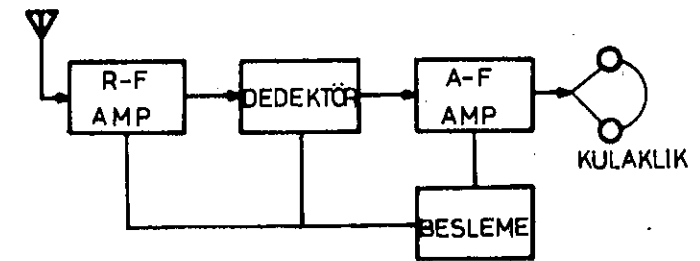 R-F
AMP
DEDEKTÖR
A-F
AMP
KULAKLIK
BESLEME